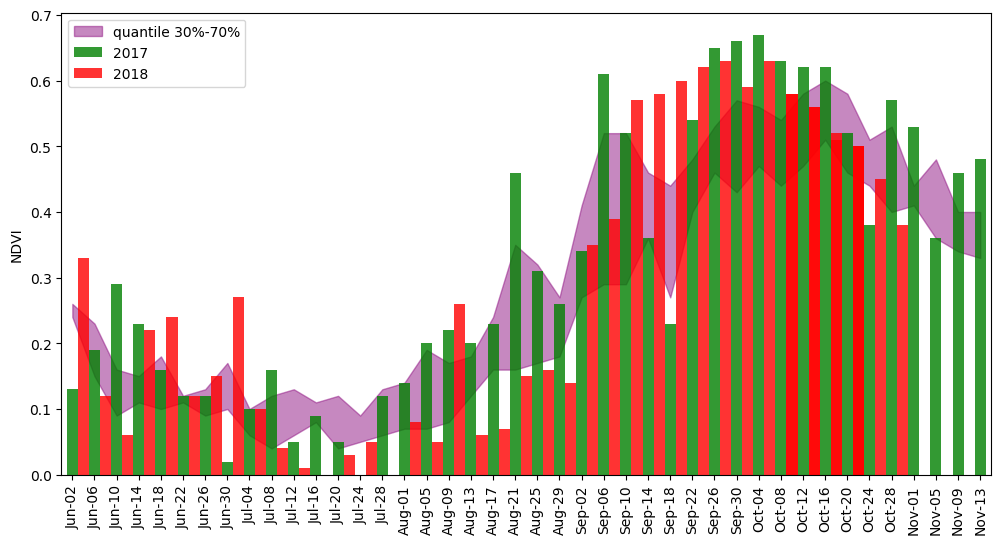 0.7
0.6
0.5
0.4
0.3
0.2
0.1
0.0
NDVI
quantile 30%-70%
2017
2018
Jun-02
Jun-06
Jun-10
Jun-14
Jun-18
Jun-22
Jun-26
Jun-30
Jul-04
Jul-08
Jul-12
Jul-16
Jul-20
Jul-24
Jul-28
Aug-01
Aug-05
Aug-09
Aug-13
Aug-17
Aug-21
Aug-25
Aug-29
Sep-02
Sep-06
Sep-10
Sep-14
Sep-18
Sep-22
Sep-26
Sep-30
Oct-04
Oct-08
Oct-12
Oct-16
Oct-20
Oct-24
Oct-28
Nov-01
Nov-05
Nov-09
Nov-13